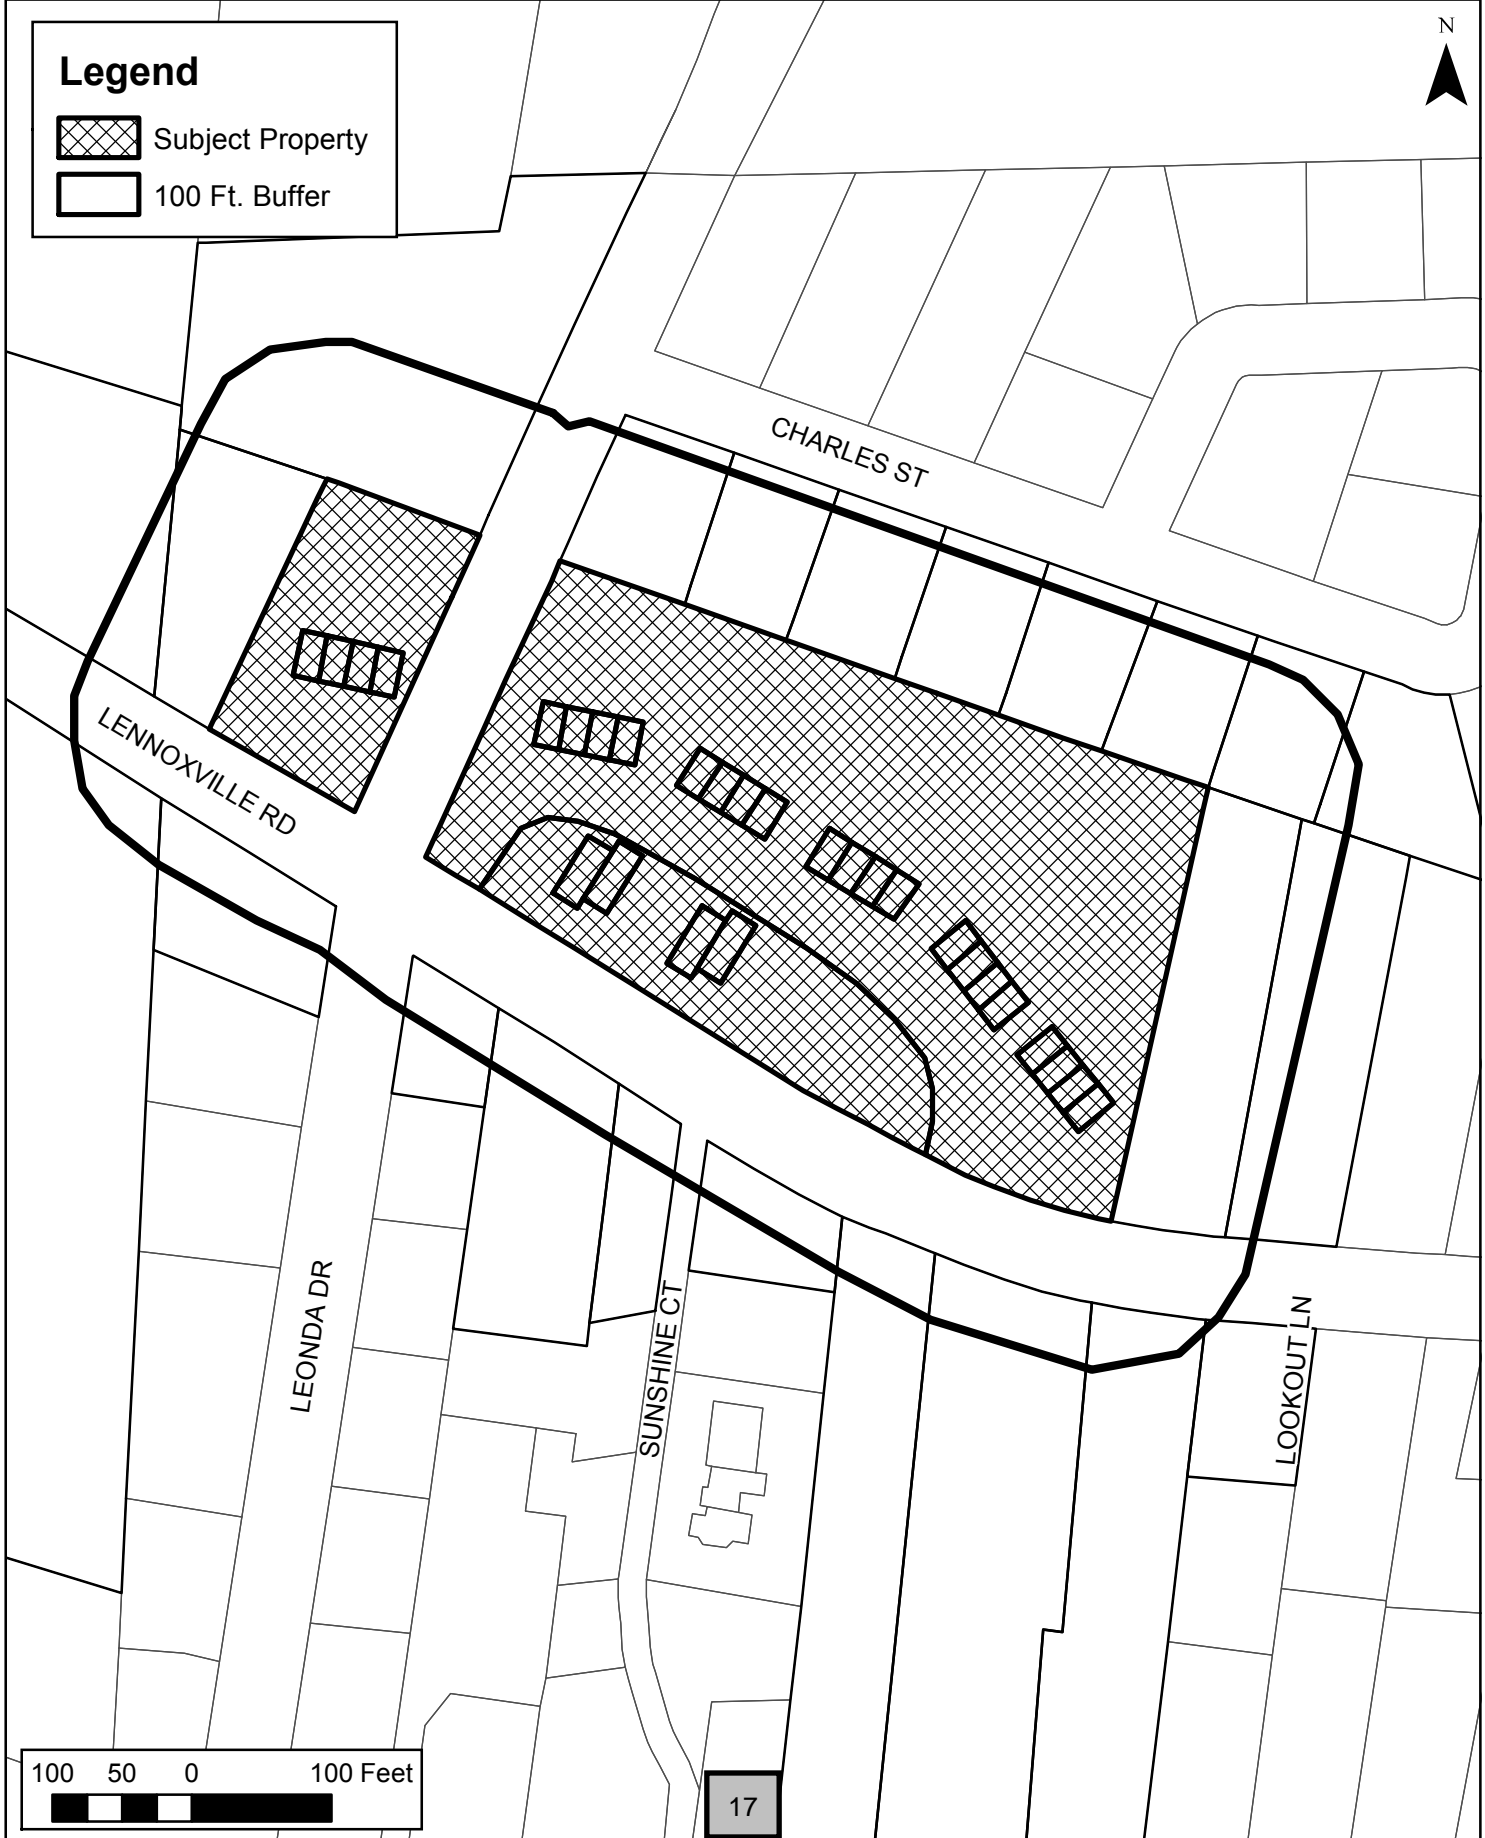 N
Legend
Subject Property
100 Ft. Buffer
CHARLES ST
LENNOXVILLE RD
LEONDA DR
SUNSHINE CT
LOOKOUT LN
100 50 0 100 Feet
17